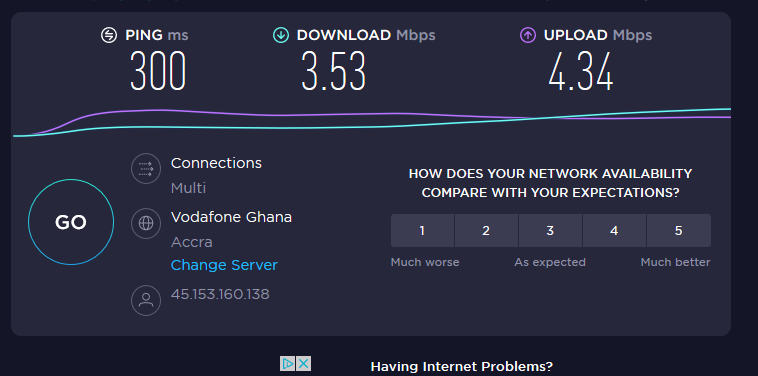 PING ms
DOWNLOAD Mbps
UPLOAD Mbps
300
3.53
4.34
Connections
Multi
Vodafone Ghana
Accra
Change Server
45.153.160.138
GO
HOW DOES YOUR NETWORK AVAILABILITY
COMPARE WITH YOUR EXPECTATIONS?
1 2 3 4 5
Much worse As expected Much better
Having Internet Problems?